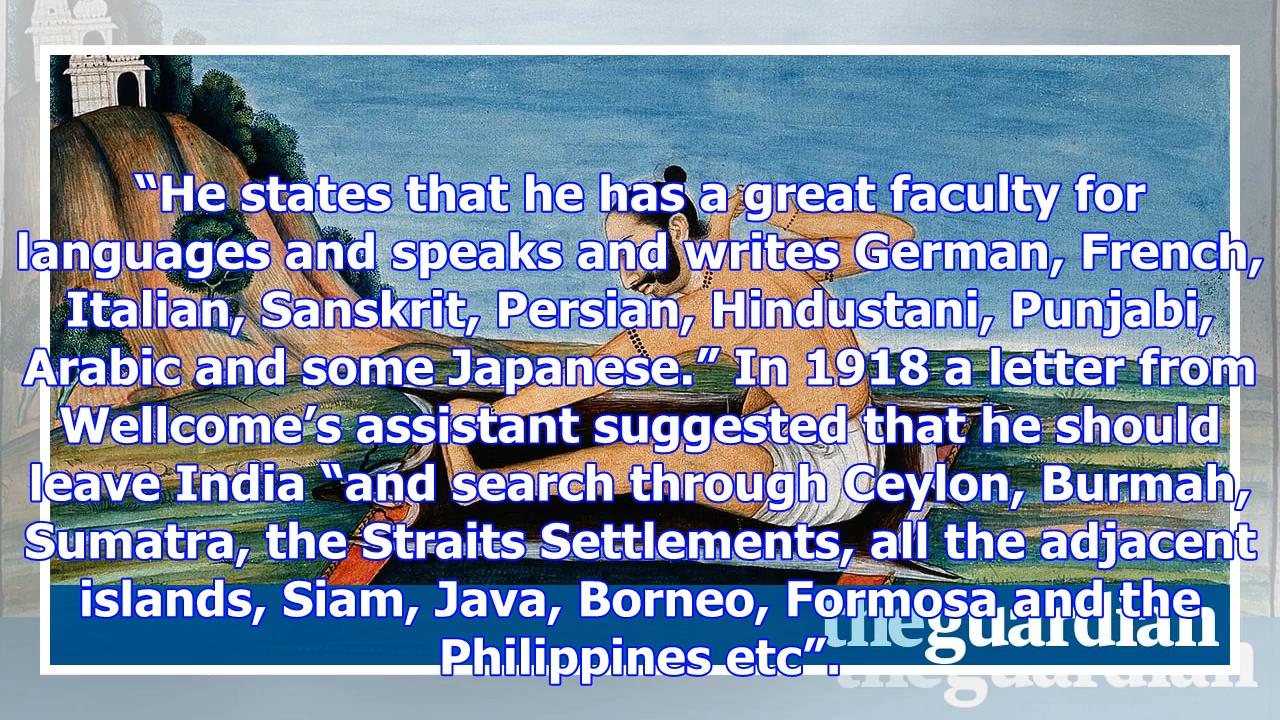 “He states that he has a great faculty for
languages and speaks and writes German, French,
Italian, Sanskrit, Persian, Hindustani, Punjabi,
Arabic and some Japanese.” In 1918 a letter from
Wellcome’s assistant suggested that he should
leave India “and search through Ceylon, Burmah,
Sumatra, the Straits Settlements, all the adjacent
islands, Siam, Java, Borneo, Formosa and the
Philippines etc”.
theguardian
theguardian